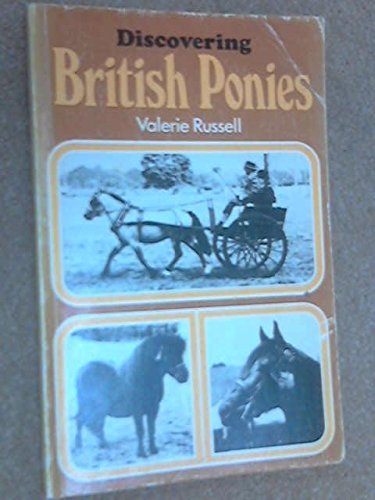 Discovering
British Ponies
Valerie Russell